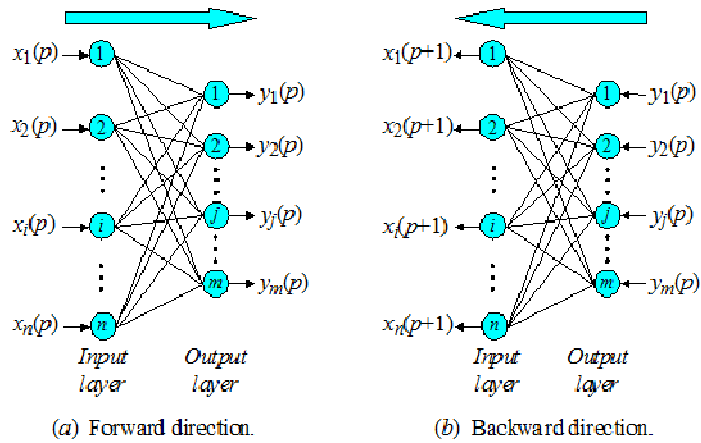 x1(p) 1
1 y1(p)
x2(p) 2
2 y2(p)
xi(p) i
j yj(p)
m ym(p)
xn(p) n
Input layer
Output layer
(a) Forward direction.
x1(p+1) 1
1 y1(p)
x2(p+1) 2
2 y2(p)
xi(p+1) i
j yj(p)
m ym(p)
xn(p+1) n
Input layer
Output layer
(b) Backward direction.